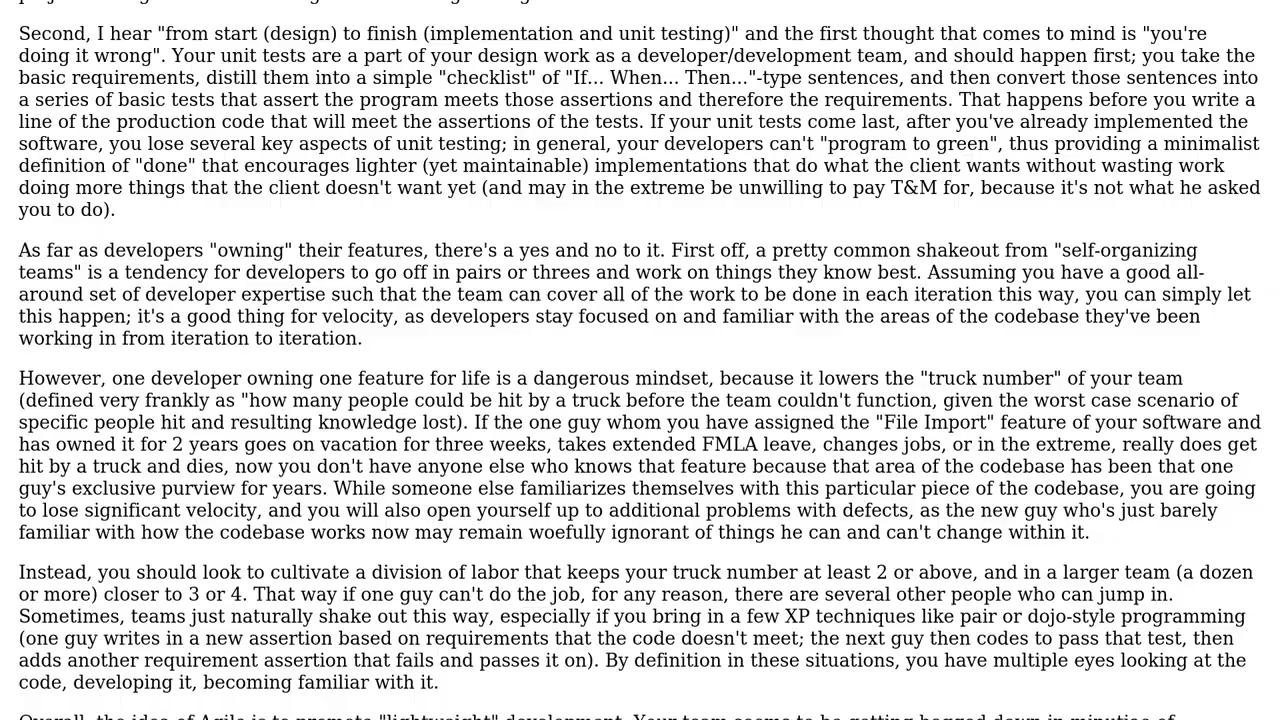 Second, I hear "from start (design) to finish (implementation and unit testing)" and the first thought that comes to mind is "you're
doing it wrong". Your unit tests are a part of your design work as a developer/development team, and should happen first; you take the
basic requirements, distill them into a simple "checklist" of "If... When... Then..."-type sentences, and then convert those sentences into
a series of basic tests that assert the program meets those assertions and therefore the requirements. That happens before you write a
line of the production code that will meet the assertions of the tests. If your unit tests come last, after you've already implemented the
software, you lose several key aspects of unit testing; in general, your developers can't "program to green", thus providing a minimalist
definition of "done" that encourages lighter (yet maintainable) implementations that do what the client wants without wasting work
doing more things that the client doesn't want yet (and may in the extreme be unwilling to pay T&M for, because it's not what he asked
you to do).
As far as developers "owning" their features, there's a yes and no to it. First off, a pretty common shakeout from "self-organizing
teams" is a tendency for developers to go off in pairs or threes and work on things they know best. Assuming you have a good all-
around set of developer expertise such that the team can cover all of the work to be done in each iteration this way, you can simply let
this happen; it's a good thing for velocity, as developers stay focused on and familiar with the areas of the codebase they've been
working in from iteration to iteration.
However, one developer owning one feature for life is a dangerous mindset, because it lowers the "truck number" of your team
(defined very frankly as "how many people could be hit by a truck before the team couldn't function, given the worst case scenario of
specific people hit and resulting knowledge lost). If the one guy whom you have assigned the "File Import" feature of your software and
has owned it for 2 years goes on vacation for three weeks, takes extended FMLA leave, changes jobs, or in the extreme, really does get
hit by a truck and dies, now you don't have anyone else who knows that feature because that area of the codebase has been that one
guy's exclusive purview for years. While someone else familiarizes themselves with this particular piece of the codebase, you are going
to lose significant velocity, and you will also open yourself up to additional problems with defects, as the new guy who's just barely
familiar with how the codebase works now may remain woefully ignorant of things he can and can't change within it.
Instead, you should look to cultivate a division of labor that keeps your truck number at least 2 or above, and in a larger team (a dozen
or more) closer to 3 or 4. That way if one guy can't do the job, for any reason, there are several other people who can jump in.
Sometimes, teams just naturally shake out this way, especially if you bring in a few XP techniques like pair or dojo-style programming
(one guy writes in a new assertion based on requirements that the code doesn't meet; the next guy then codes to pass that test, then
adds another requirement assertion that fails and passes it on). By definition in these situations, you have multiple eyes looking at the
code, developing it, becoming familiar with it.
Overall, the idea of Agile is to promote "lightweight" development. Your team seems to be getting bogged down in minutiae of